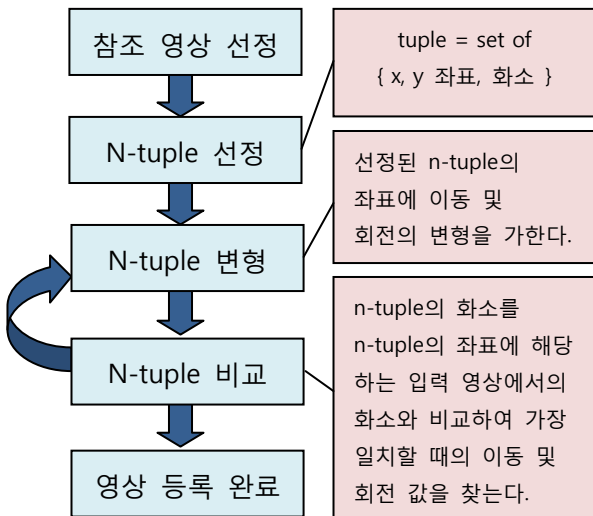 참조 영상 선정
tuple = set of
{ x, y 좌표, 화소 }
N-tuple 선정
선정된 n-tuple의
좌표에 이동 및
회전의 변형을 가한다.
N-tuple 변형
n-tuple의 화소를
n-tuple의 좌표에 해당
하는 입력 영상에서의
화소와 비교하여 가장
일치할 때의 이동 및
회전 값을 찾는다.
N-tuple 비교
영상 등록 완료